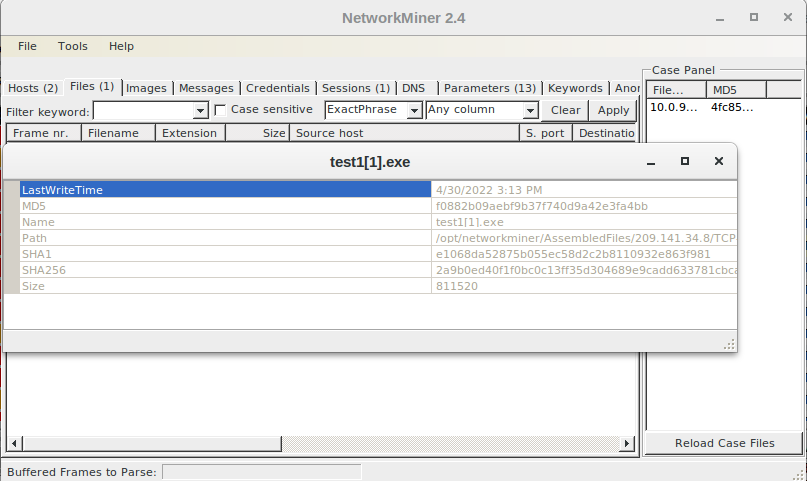 NetworkMiner 2.4
File Tools Help
Hosts (2) Files (1) Images Messages Credentials Sessions (1) DNS Parameters (13) Keywords Anor
Case Panel
Filter keyword: Case sensitive ExactPhrase Any column Clear Apply
File... MD5
10.0.9... 4fc85...
Frame nr. Filename Extension Size Source host S. port Destinatio
test1[1].exe
LastWriteTime 4/30/2022 3:13 PM
MD5 f0882b09aebf9b37f740d9a42e3fa4bb
Name test1[1].exe
Path /opt/networkminer/AssembledFiles/209.141.34.8/TCP
SHA1 e1068da52875b055ec58d2c2b8110932e863f981
SHA256 2a9b0ed40f1f0bc0c13ff35d304689e9cadd633781cbca
Size 811520
Reload Case Files
Buffered Frames to Parse: